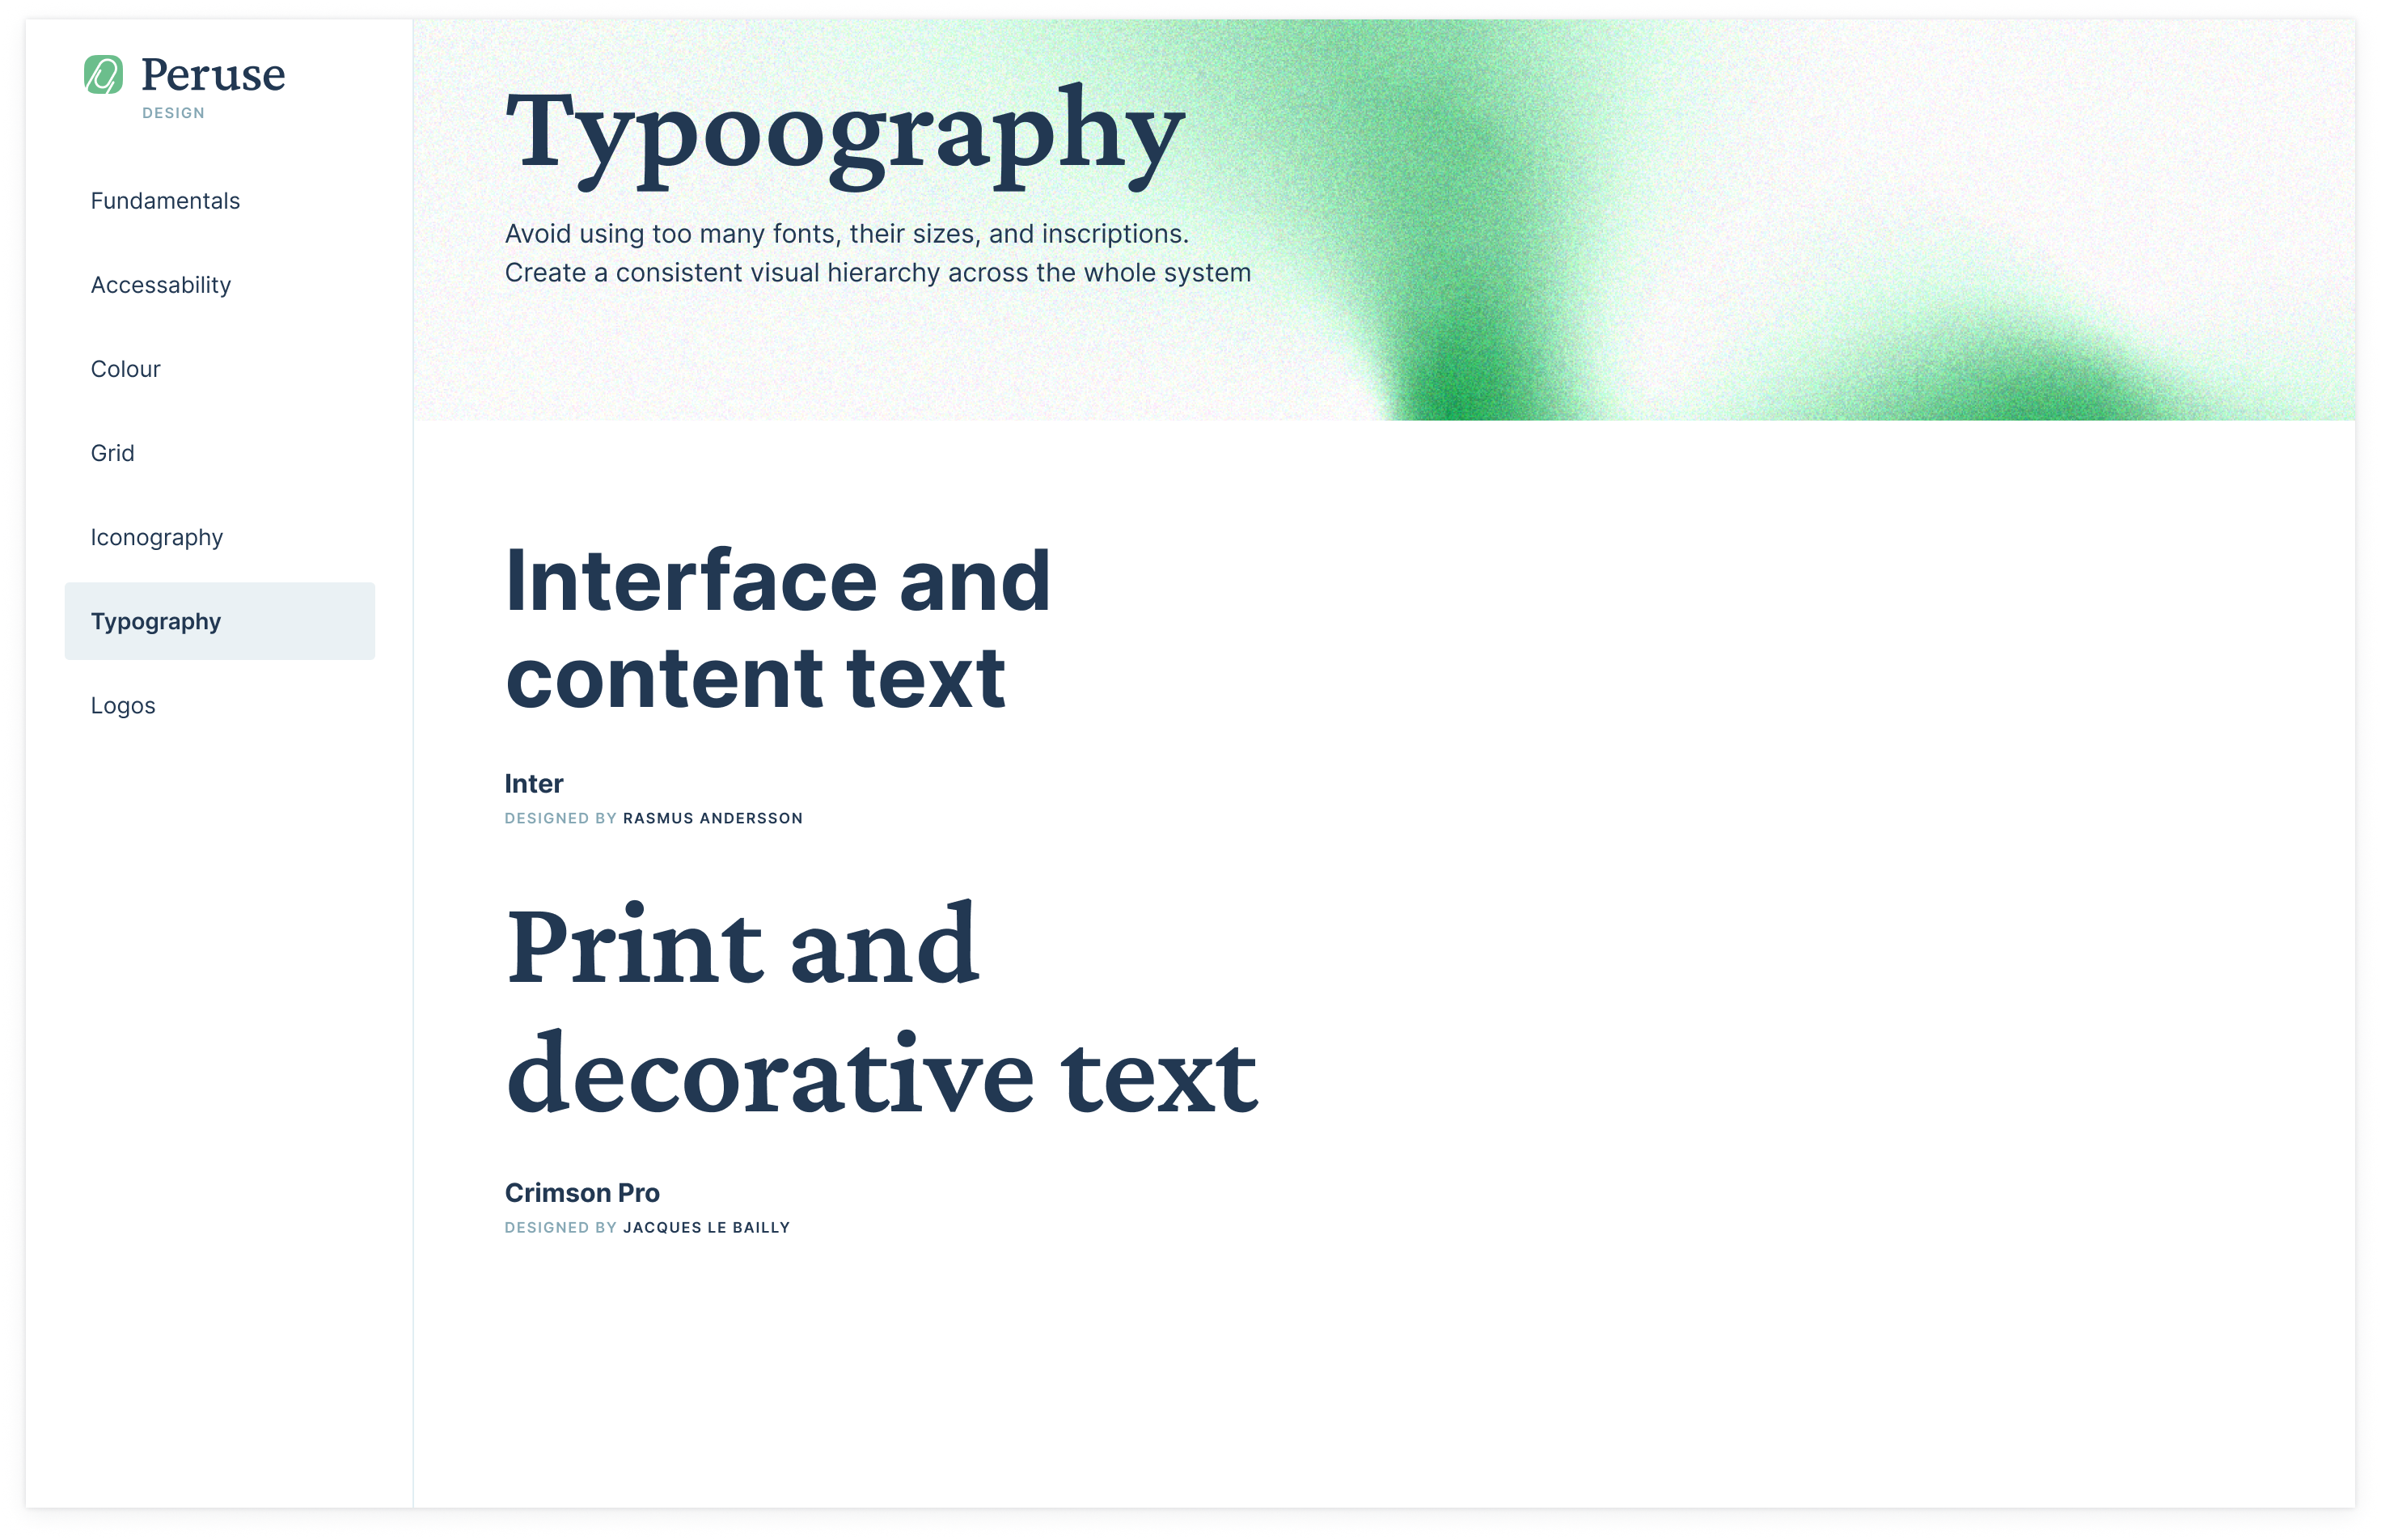 Peruse
DESIGN
Fundamentals
Accessability
Colour
Grid
Iconography
Typography
Logos
Typoography
Avoid using too many fonts, their sizes, and inscriptions.
Create a consistent visual hierarchy across the whole system
Interface and
content text
Inter
DESIGNED BY RASMUS ANDERSSON
Print and
decorative text
Crimson Pro
DESIGNED BY JACQUES LE BAILLY